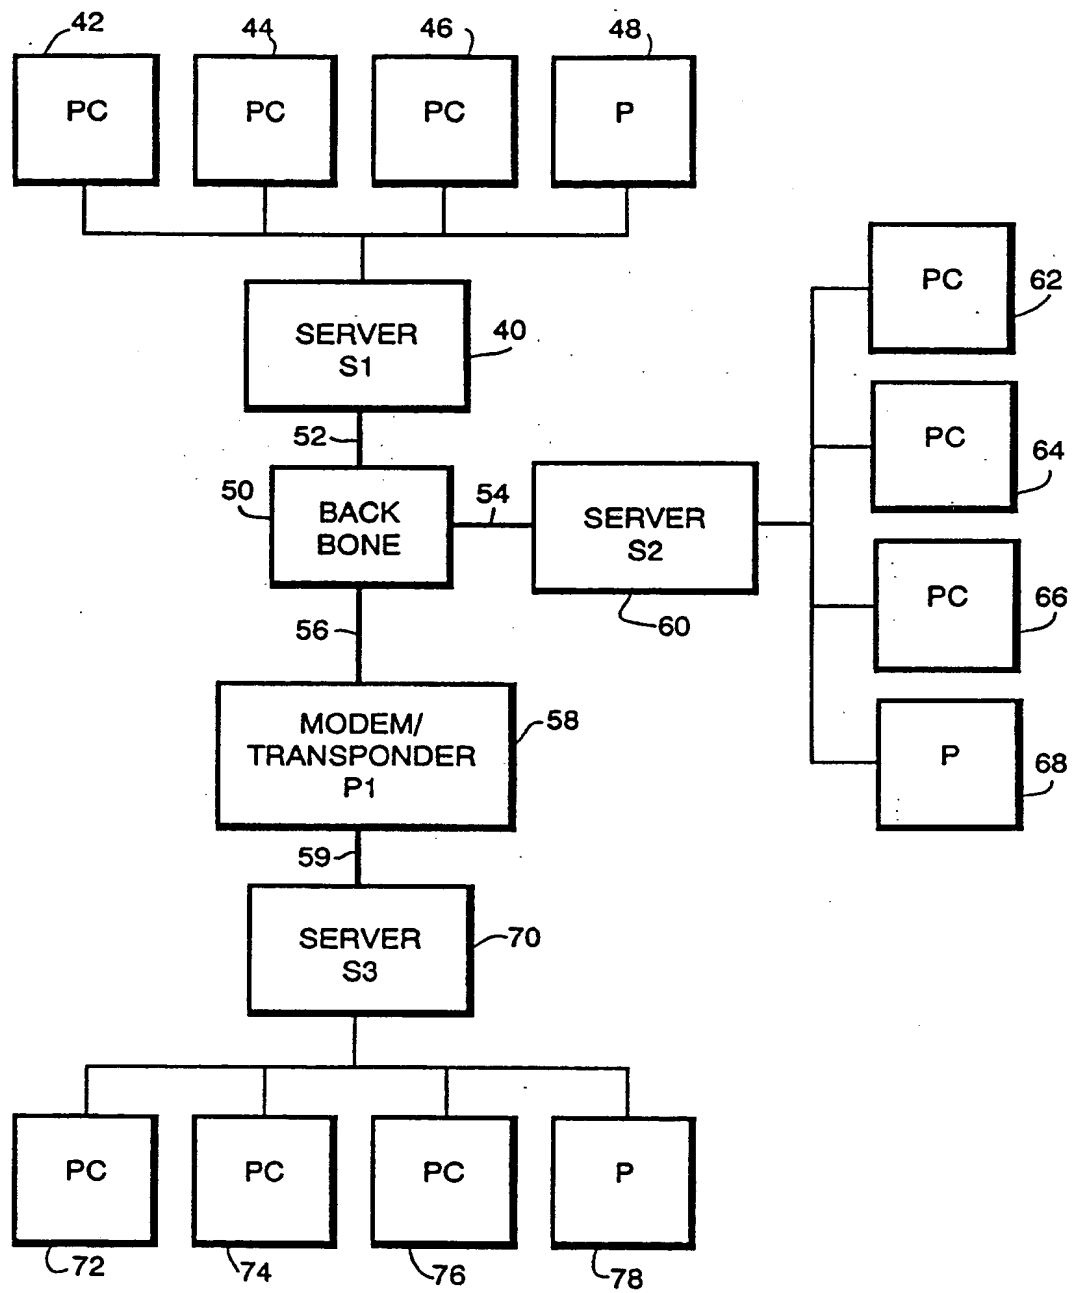 42
44
46
48
PC
PC
PC
P
SERVER
S1
40
52
50
BACK
BONE
54
SERVER
S2
60
PC
62
PC
64
PC
66
P
68
56
MODEM/
TRANSPONDER
P1
58
59
SERVER
S3
70
PC
PC
PC
P
72
74
76
78